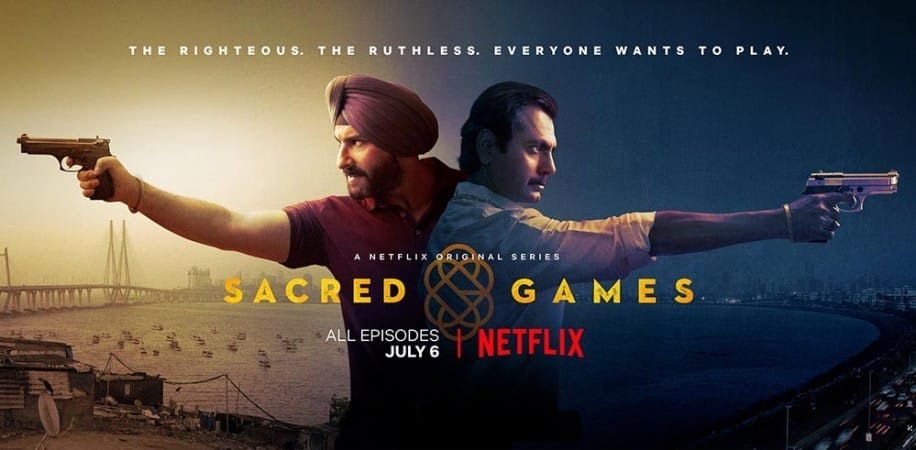 THE RIGHTEOUS. THE RUTHLESS. EVERYONE WANTS TO PLAY.
A NETFLIX ORIGINAL SERIES
SACRED GAMES
ALL EPISODES
JULY 6
NETFLIX